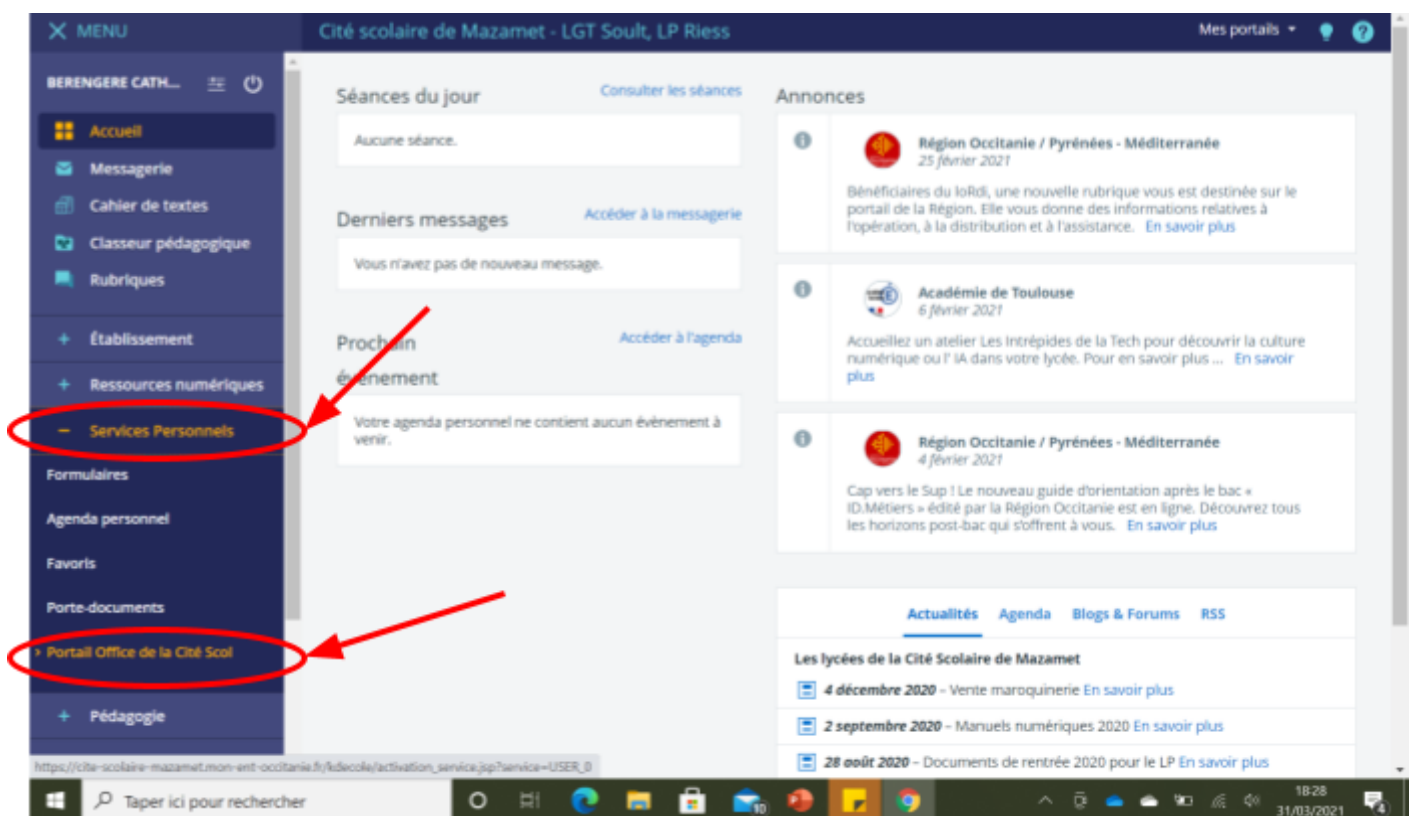 MENU
Cité scolaire de Mazamet - LGT Soult, LP Riess
Mes portails
BERENGERE CATH...
Accueil
Messagerie
Cahier de textes
Classeur pédagogique
Rubriques
+ Établissement
+ Ressources numériques
− Services Personnels
Formulaires
Agenda personnel
Favoris
Porte-documents
› Portail Office de la Cité Scol
+ Pédagogie
Séances du jour
Consulter les séances
Aucune séance.
Derniers messages
Accéder à la messagerie
Vous n'avez pas de nouveau message.
Prochain
évènement
Accéder à l'agenda
Votre agenda personnel ne contient aucun évènement à
venir.
Annonces
Région Occitanie / Pyrénées - Méditerranée
25 février 2021
Bénéficiaires du loRdi, une nouvelle rubrique vous est destinée sur le
portail de la Région. Elle vous donne des informations relatives à
l'opération, à la distribution et à l'assistance. En savoir plus
Académie de Toulouse
6 février 2021
Accueillez un atelier Les Intrépides de la Tech pour découvrir la culture
numérique ou l' IA dans votre lycée. Pour en savoir plus ... En savoir
plus
Région Occitanie / Pyrénées - Méditerranée
4 février 2021
Cap vers le Sup ! Le nouveau guide d'orientation après le bac «
ID.Métiers » édité par la Région Occitanie est en ligne. Découvrez tous
les horizons post-bac qui s'offrent à vous. En savoir plus
Actualités Agenda Blogs & Forums RSS
Les lycées de la Cité Scolaire de Mazamet
4 décembre 2020 – Vente maroquinerie En savoir plus
2 septembre 2020 – Manuels numériques 2020 En savoir plus
28 août 2020 – Documents de rentrée 2020 pour le LP En savoir plus
https://cite-scolaire-mazamet.mon-ent-occitanie.fr/kdecole/activation_service.jsp?service=USER_0
Taper ici pour rechercher
10
18:28
31/03/2021
4